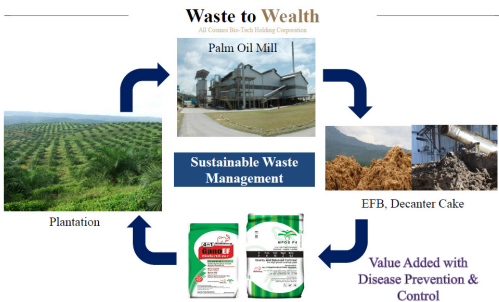 Waste to Wealth
All Cosmos Bio-Tech Holding Corporation
Palm Oil Mill
Sustainable Waste
Management
Plantation
EFB, Decanter Cake
Value Added with
Disease Prevention &
Control